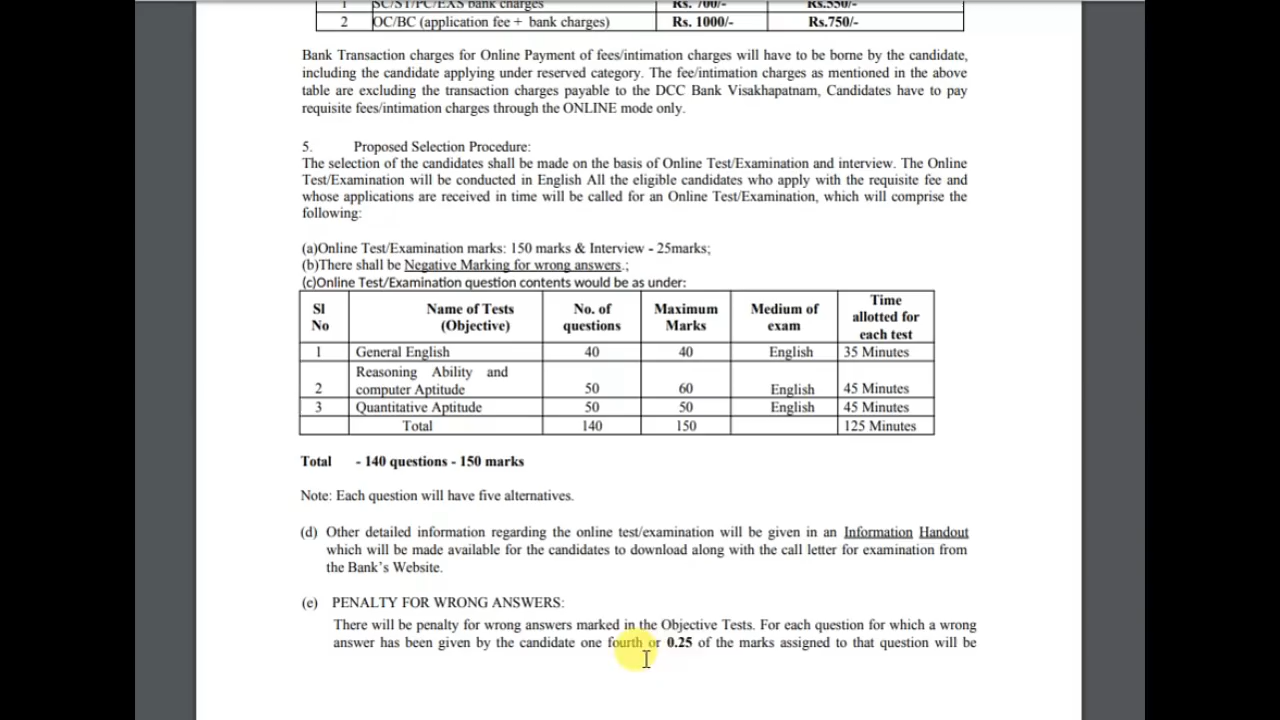 1 SC/ST/PC/EXS bank charges Rs. 700/- Rs.550/-
2 OC/BC (application fee + bank charges) Rs. 1000/- Rs.750/-
Bank Transaction charges for Online Payment of fees/intimation charges will have to be borne by the candidate,
including the candidate applying under reserved category. The fee/intimation charges as mentioned in the above
table are excluding the transaction charges payable to the DCC Bank Visakhapatnam, Candidates have to pay
requisite fees/intimation charges through the ONLINE mode only.
5. Proposed Selection Procedure:
The selection of the candidates shall be made on the basis of Online Test/Examination and interview. The Online
Test/Examination will be conducted in English All the eligible candidates who apply with the requisite fee and
whose applications are received in time will be called for an Online Test/Examination, which will comprise the
following:
(a)Online Test/Examination marks: 150 marks & Interview - 25marks;
(b)There shall be Negative Marking for wrong answers.;
(c)Online Test/Examination question contents would be as under:
Sl No Name of Tests (Objective) No. of questions Maximum Marks Medium of exam Time allotted for each test
1 General English 40 40 English 35 Minutes
2 Reasoning Ability and computer Aptitude 50 60 English 45 Minutes
3 Quantitative Aptitude 50 50 English 45 Minutes
Total 140 150 125 Minutes
Total - 140 questions - 150 marks
Note: Each question will have five alternatives.
(d) Other detailed information regarding the online test/examination will be given in an Information Handout
which will be made available for the candidates to download along with the call letter for examination from
the Bank's Website.
(e) PENALTY FOR WRONG ANSWERS:
There will be penalty for wrong answers marked in the Objective Tests. For each question for which a wrong
answer has been given by the candidate one fourth or 0.25 of the marks assigned to that question will be